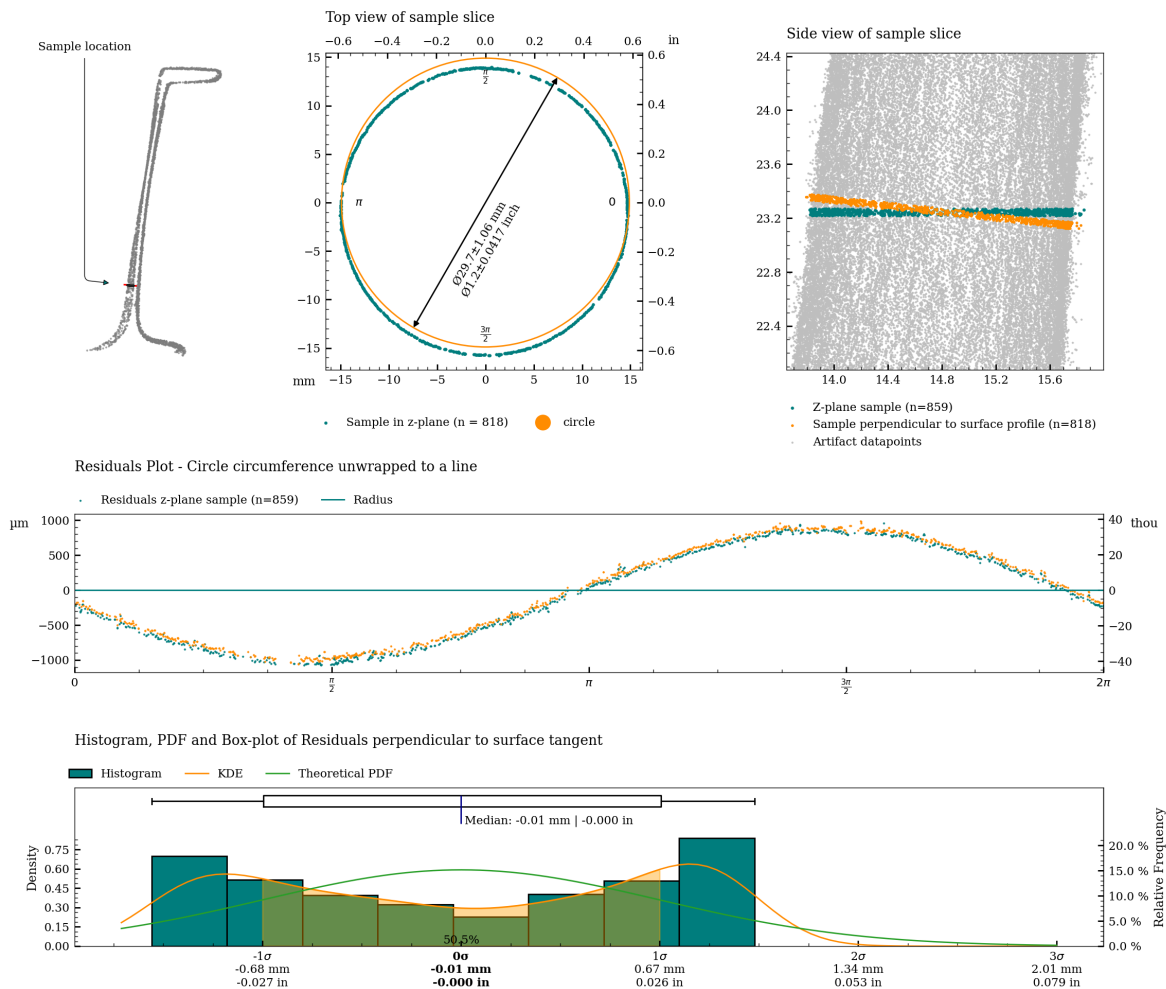 Sample location
Top view of sample slice
−0.6 −0.4 −0.2 0.0 0.2 0.4 0.6 in
15 10 5 0 −5 −10 −15
0.6 0.4 0.2 0.0 −0.2 −0.4 −0.6
π/2
π 0
3π/2
Ø29.7±1.06 mm
Ø1.2±0.0417 inch
mm −15 −10 −5 0 5 10 15
Sample in z-plane (n = 818) circle
Side view of sample slice
24.4
24.0
23.6
23.2
22.8
22.4
14.0 14.4 14.8 15.2 15.6
Z-plane sample (n=859)
Sample perpendicular to surface profile (n=818)
Artifact datapoints
Residuals Plot - Circle circumference unwrapped to a line
Residuals z-plane sample (n=859) Radius
µm 1000 500 0 −500 −1000
40 20 0 −20 −40 thou
0 π/2 π 3π/2 2π
Histogram, PDF and Box-plot of Residuals perpendicular to surface tangent
Histogram KDE Theoretical PDF
Median: -0.01 mm | -0.000 in
Density
0.75 0.60 0.45 0.30 0.15 0.00
20.0 % 15.0 % 10.0 % 5.0 % 0.0 %
Relative Frequency
50.5%
-1σ 0σ 1σ 2σ 3σ
-0.68 mm -0.01 mm 0.67 mm 1.34 mm 2.01 mm
-0.027 in -0.000 in 0.026 in 0.053 in 0.079 in